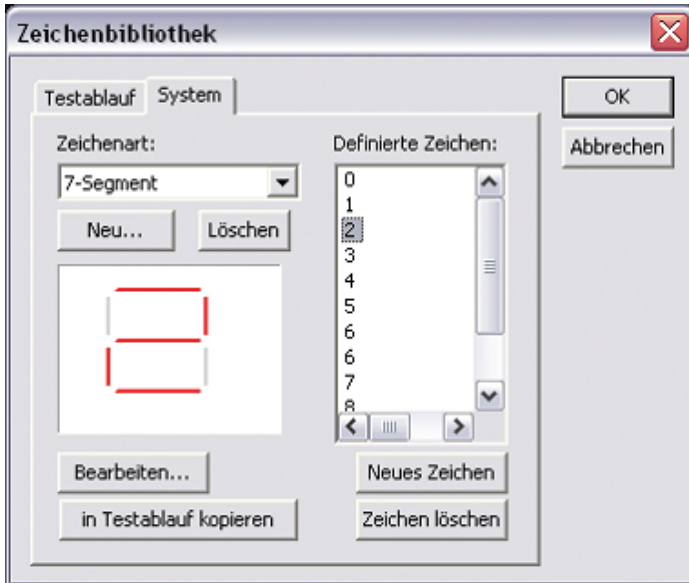 Zeichenbibliothek
Testablauf System
OK
Abbrechen
Zeichenart:
7-Segment
Neu... Löschen
Bearbeiten...
in Testablauf kopieren
Definierte Zeichen:
0
1
2
3
4
5
6
6
7
8
Neues Zeichen
Zeichen löschen